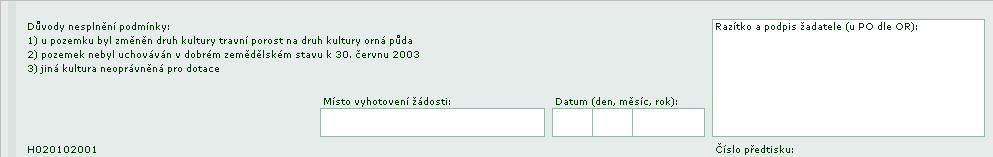 Důvody nesplnění podmínky:
1) u pozemku byl změněn druh kultury travní porost na druh kultury orná půda
2) pozemek nebyl uchováván v dobrém zemědělském stavu k 30. červnu 2003
3) jiná kultura neoprávněná pro dotace
Razítko a podpis žadatele (u PO dle OR):
Místo vyhotovení žádosti:
Datum (den, měsíc, rok):
H020102001
Číslo předtisku: